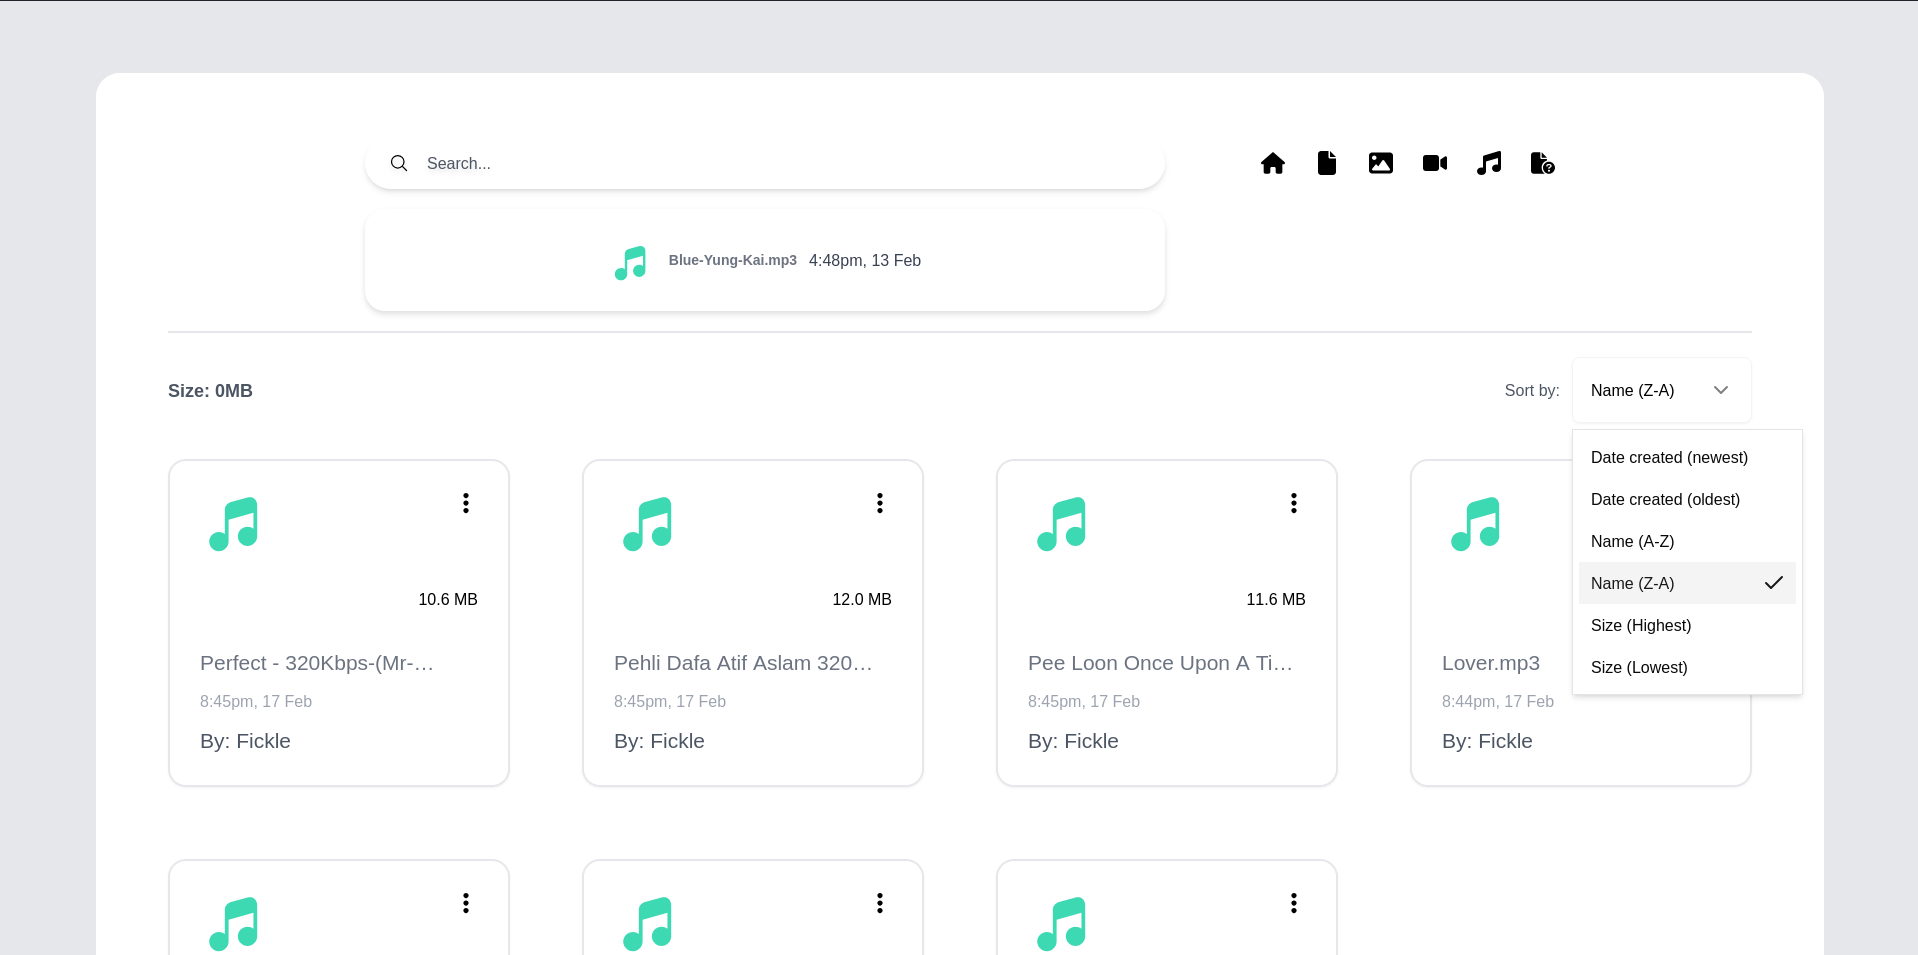 Search...
Blue-Yung-Kai.mp3 4:48pm, 13 Feb
Size: 0MB
Sort by: Name (Z-A)
Date created (newest)
Date created (oldest)
Name (A-Z)
Name (Z-A)
Size (Highest)
Size (Lowest)
10.6 MB
Perfect - 320Kbps-(Mr-...
8:45pm, 17 Feb
By: Fickle
12.0 MB
Pehli Dafa Atif Aslam 320...
8:45pm, 17 Feb
By: Fickle
11.6 MB
Pee Loon Once Upon A Ti...
8:45pm, 17 Feb
By: Fickle
Lover.mp3
8:44pm, 17 Feb
By: Fickle